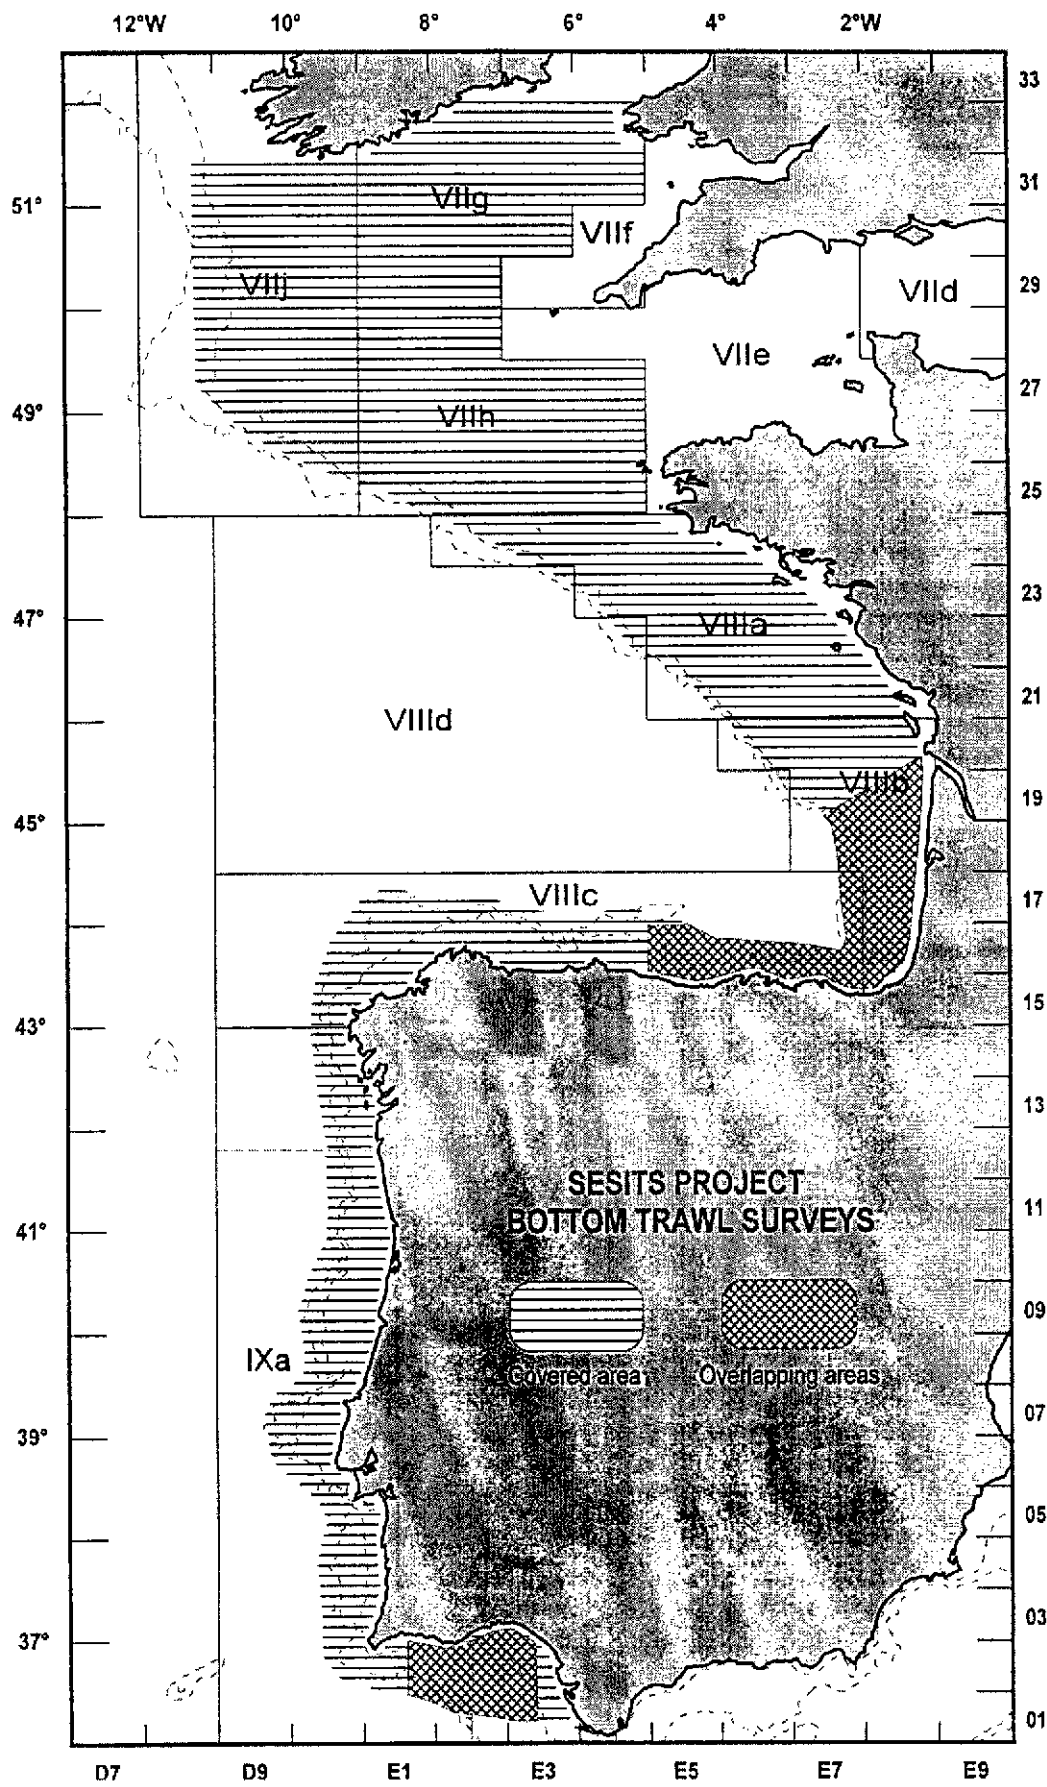 12°W 10° 8° 6° 4° 2°W
33
VIIg
31
51°
VIIf
VIIj
29
VIId
VIIe
27
49°
VIIh
25
23
47°
VIIIa
21
VIIId
VIIIb
19
45°
VIIIc
17
15
43°
13
SESITS PROJECT
11
BOTTOM TRAWL SURVEYS
41°
09
IXa
Covered area
Overlapping areas
07
39°
05
03
37°
01
D7 D9 E1 E3 E5 E7 E9